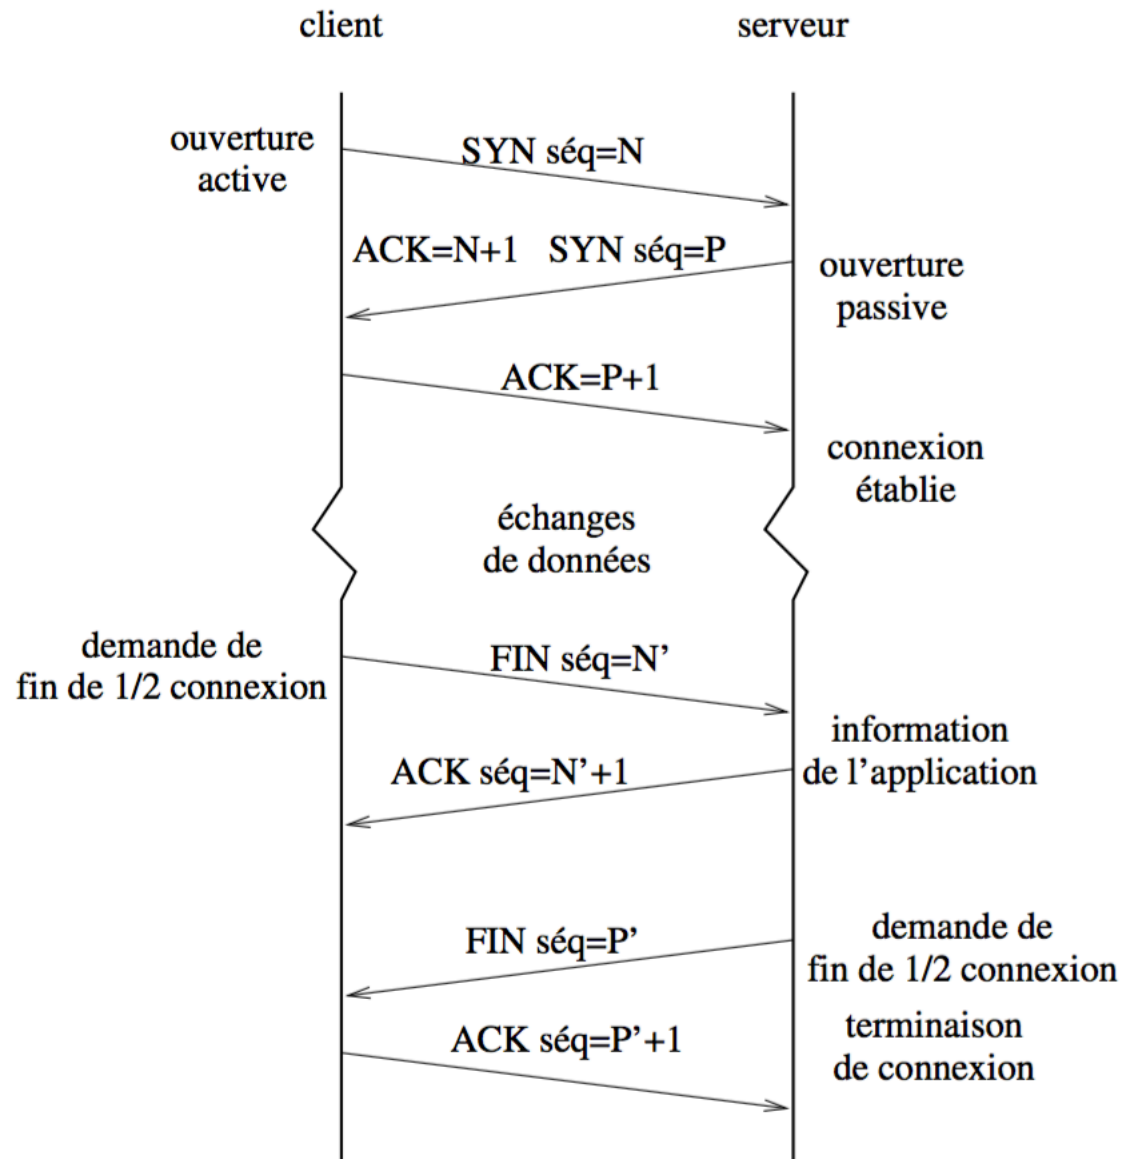 client
serveur
ouverture
active
SYN séq=N
ACK=N+1 SYN séq=P
ouverture
passive
ACK=P+1
connexion
établie
échanges
de données
demande de
fin de 1/2 connexion
FIN séq=N’
information
de l’application
ACK séq=N’+1
demande de
fin de 1/2 connexion
FIN séq=P’
terminaison
de connexion
ACK séq=P’+1